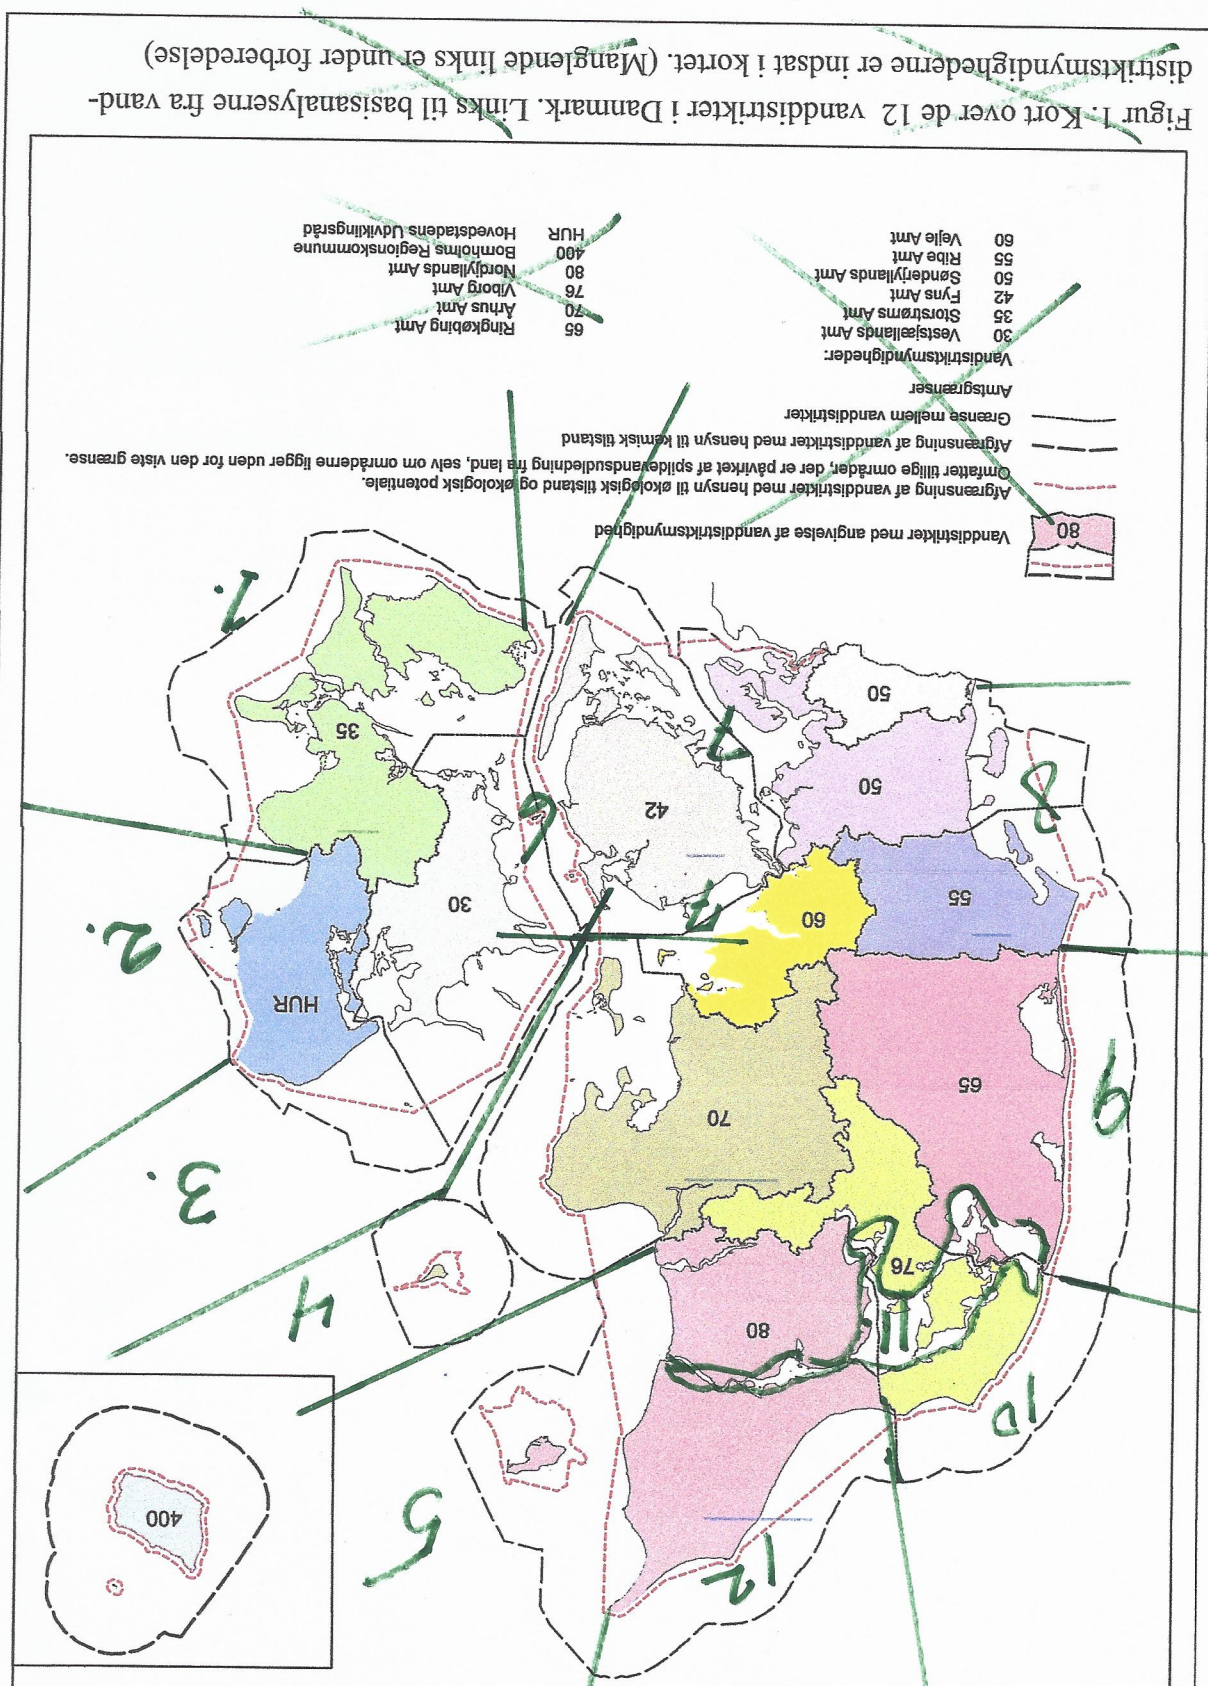 12
5
400
10
11
80
4
76
3.
70
9
65
HUR
2.
60
7
30
55
6
42
8
50
7
35
50
1.
80
Vanddistrikter med angivelse af vanddistriktsmyndighed
Afgrænsning af vanddistrikter med hensyn til økologisk tilstand og økologisk potentiale.
Omfatter tillige områder, der er påvirket af spildevandsudledning fra land, selv om områderne ligger uden for den viste grænse.
Afgrænsning af vanddistrikter med hensyn til kemisk tilstand
Grænse mellem vanddistrikter
Amtsgrænser
Vandistriktsmyndigheder:
30 Vestsjællands Amt
35 Storstrøms Amt
42 Fyns Amt
50 Sønderjyllands Amt
55 Ribe Amt
60 Vejle Amt
65 Ringkøbing Amt
70 Århus Amt
76 Viborg Amt
80 Nordjyllands Amt
400 Bornholms Regionskommune
HUR Hovedstadens Udviklingsråd
Figur 1. Kort over de 12 vanddistrikter i Danmark. Links til basisanalyserne fra vand-
distriktsmyndighederne er indsat i kortet. (Manglende links er under forberedelse)